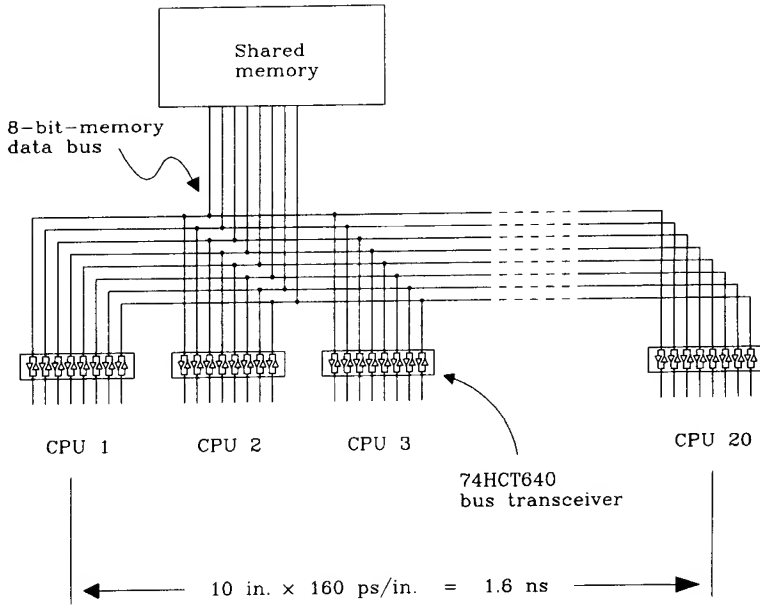 Shared
memory
8-bit-memory
data bus
CPU 1
CPU 2
CPU 3
CPU 20
74HCT640
bus transceiver
10 in. × 160 ps/in. = 1.6 ns